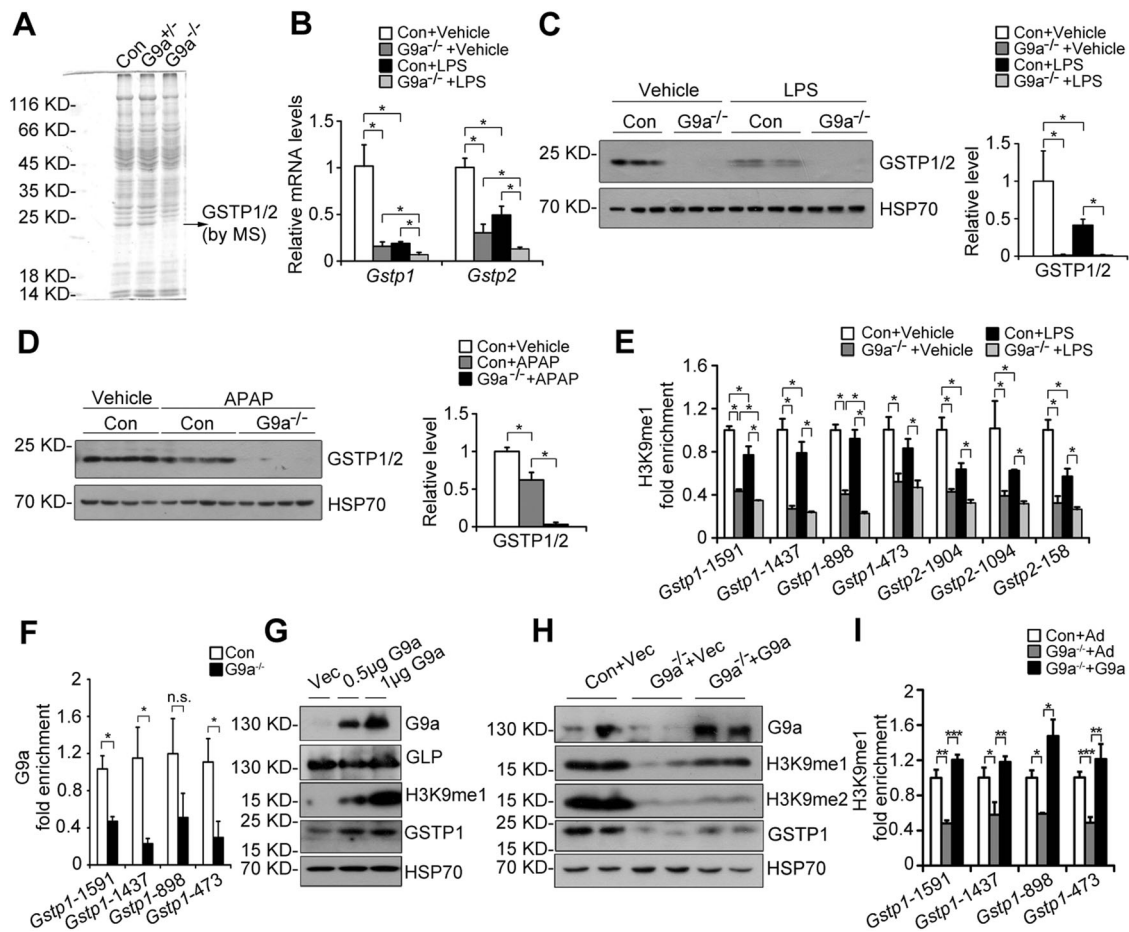 A
Con
G9a+/-
G9a-/-
116 KD-
66 KD-
45 KD-
35 KD-
25 KD-
18 KD-
14 KD-
GSTP1/2
(by MS)
B
Con+Vehicle
G9a-/- +Vehicle
Con+LPS
G9a-/- +LPS
Relative mRNA levels
1.5
1
0.5
0
* * * * *
* * * * *
Gstp1
Gstp2
C
Vehicle
LPS
Con
G9a-/-
Con
G9a-/-
25 KD-
GSTP1/2
70 KD-
HSP70
Con+Vehicle
G9a-/- +Vehicle
Con+LPS
G9a-/- +LPS
Relative level
1.5
1.0
0.5
0
* * *
GSTP1/2
D
Vehicle
APAP
Con
Con
G9a-/-
25 KD-
GSTP1/2
70 KD-
HSP70
Con+Vehicle
Con+APAP
G9a-/-+APAP
Relative level
1.5
1.0
0.5
0
* *
GSTP1/2
E
Con+Vehicle
G9a-/- +Vehicle
Con+LPS
G9a-/- +LPS
H3K9me1
fold enrichment
1.6
1.2
0.8
0.4
0
Gstp1-1591
Gstp1-1437
Gstp1-898
Gstp1-473
Gstp2-1904
Gstp2-1094
Gstp2-158
F
Con
G9a-/-
G9a
fold enrichment
2
1.6
1.2
0.8
0.4
0
*
*
n.s.
*
Gstp1-1591
Gstp1-1437
Gstp1-898
Gstp1-473
G
Vec
0.5μg G9a
1μg G9a
130 KD-
G9a
130 KD-
GLP
15 KD-
H3K9me1
25 KD-
GSTP1
15 KD-
70 KD-
HSP70
H
Con+Vec
G9a-/-+Vec
G9a-/-+G9a
130 KD-
G9a
15 KD-
H3K9me1
15 KD-
H3K9me2
25 KD-
GSTP1
15 KD-
70 KD-
HSP70
I
Con+Ad
G9a-/-+Ad
G9a-/-+G9a
H3K9me1
fold enrichment
2
1.6
1.2
0.8
0.4
0
** ***
* **
* *
*** **
Gstp1-1591
Gstp1-1437
Gstp1-898
Gstp1-473